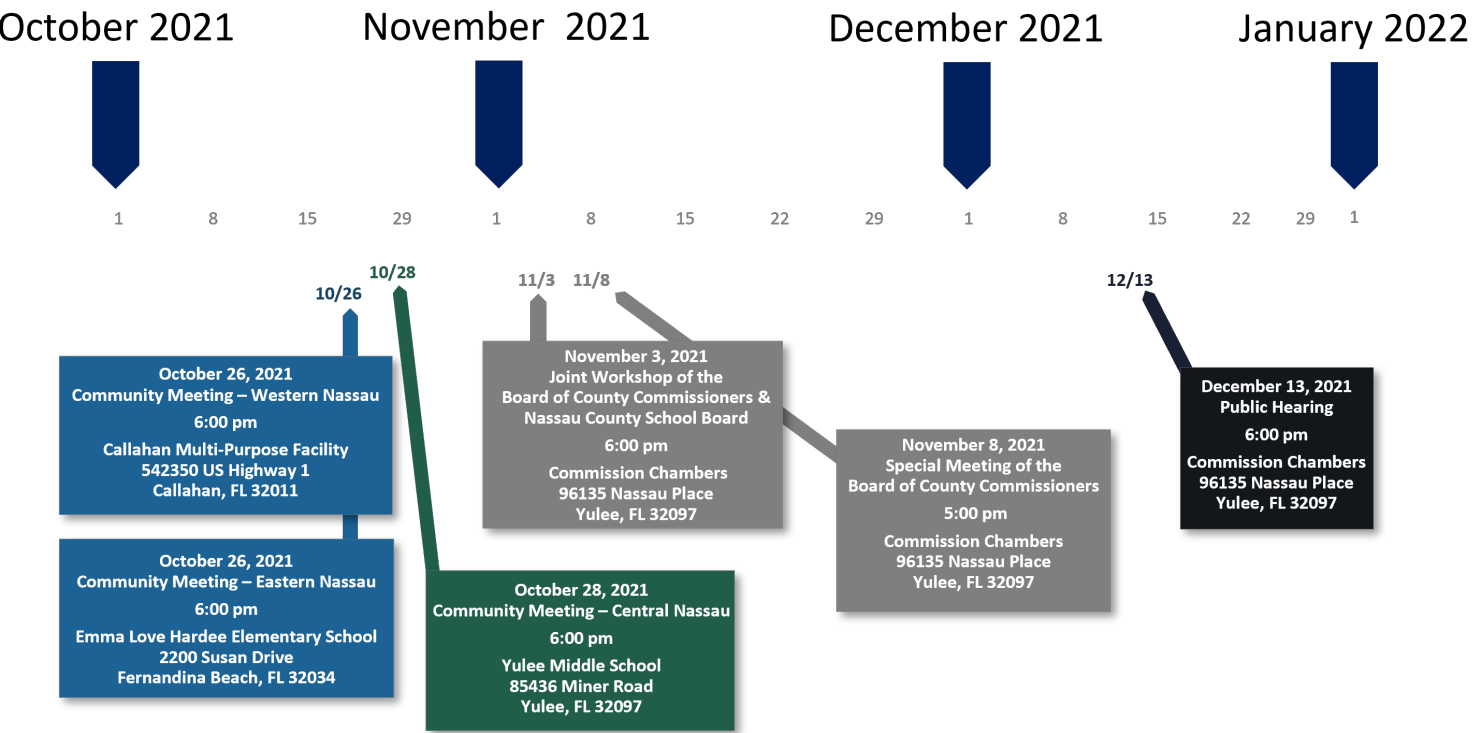 October 2021
November 2021
December 2021
January 2022
1
8
15
29
1
8
15
22
29
1
8
15
22
29
1
10/26
10/28
11/3
11/8
12/13
October 26, 2021
Community Meeting – Western Nassau
6:00 pm
Callahan Multi-Purpose Facility
542350 US Highway 1
Callahan, FL 32011
October 26, 2021
Community Meeting – Eastern Nassau
6:00 pm
Emma Love Hardee Elementary School
2200 Susan Drive
Fernandina Beach, FL 32034
October 28, 2021
Community Meeting – Central Nassau
6:00 pm
Yulee Middle School
85436 Miner Road
Yulee, FL 32097
November 3, 2021
Joint Workshop of the
Board of County Commissioners &
Nassau County School Board
6:00 pm
Commission Chambers
96135 Nassau Place
Yulee, FL 32097
November 8, 2021
Special Meeting of the
Board of County Commissioners
5:00 pm
Commission Chambers
96135 Nassau Place
Yulee, FL 32097
December 13, 2021
Public Hearing
6:00 pm
Commission Chambers
96135 Nassau Place
Yulee, FL 32097